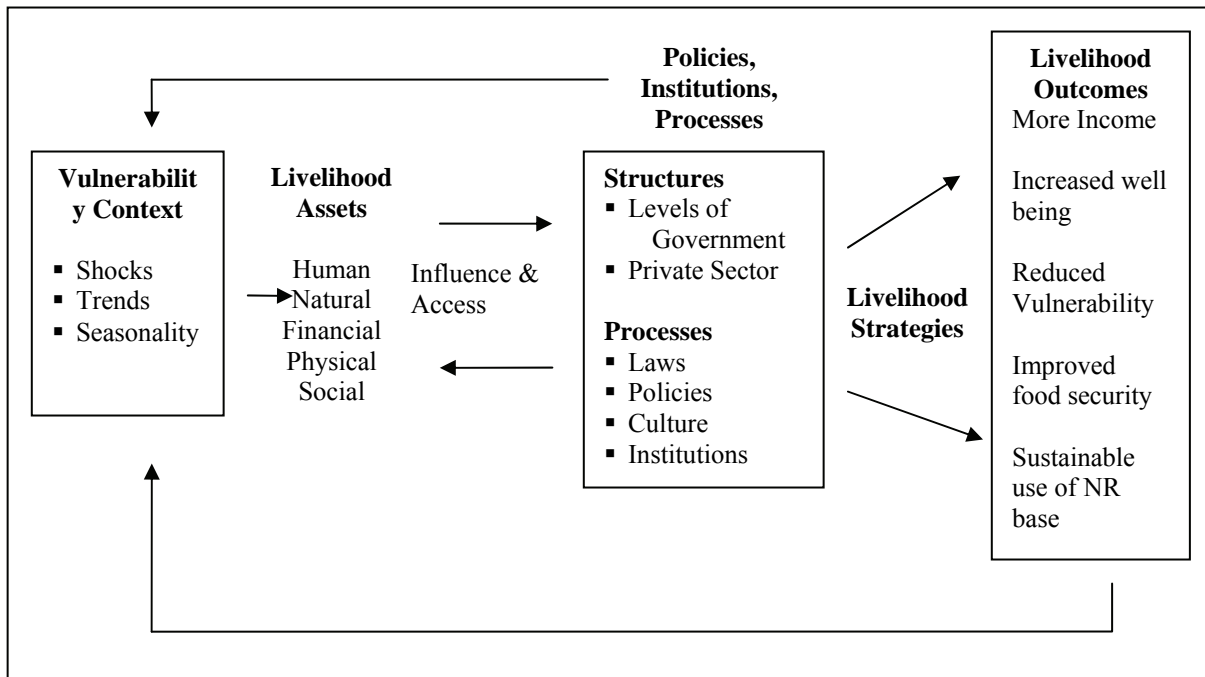 Vulnerabilit
y Context
▪ Shocks
▪ Trends
▪ Seasonality
Livelihood
Assets
Human
Natural
Financial
Physical
Social
Influence &
Access
Policies,
Institutions,
Processes
Structures
▪ Levels of
Government
▪ Private Sector
Processes
▪ Laws
▪ Policies
▪ Culture
▪ Institutions
Livelihood
Strategies
Livelihood
Outcomes
More Income
Increased well
being
Reduced
Vulnerability
Improved
food security
Sustainable
use of NR
base